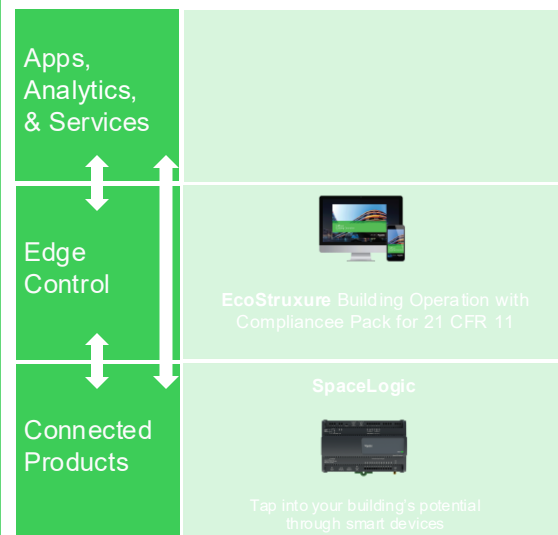 Apps,
Analytics,
& Services
Edge
Control
EcoStruxure Building Operation with
Compliancee Pack for 21 CFR 11
Connected
Products
SpaceLogic
Tap into your building's potential
through smart devices